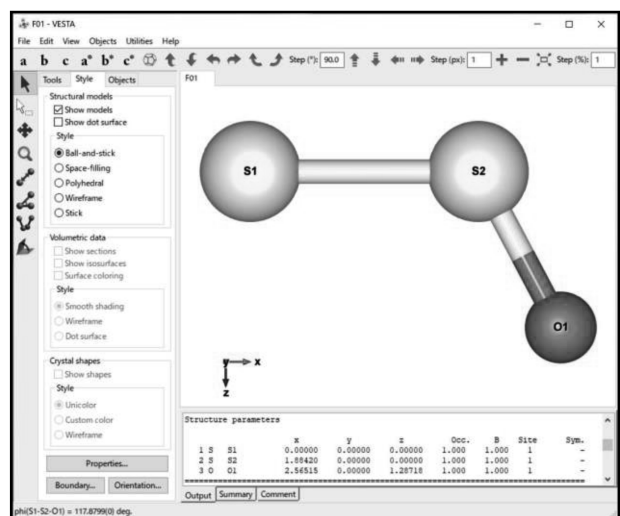 F01 - VESTA
File Edit View Objects Utilities Help
a b c a* b* c* Step (°): 90.0 Step (px): 1 Step (%): 1
Tools Style Objects
F01
Structural models
Show models
Show dot surface
Style
Ball-and-stick
Space-filling
Polyhedral
Wireframe
Stick
Volumetric data
Show sections
Show isosurfaces
Surface coloring
Style
Smooth shading
Wireframe
Dot surface
Crystal shapes
Show shapes
Style
Unicolor
Custom color
Wireframe
Properties...
Boundary... Orientation...
S1 S2
O1
y x
z
Structure parameters
x y z Occ. B Site Sym.
1 S S1 0.00000 0.00000 0.00000 1.000 1.000 1 -
2 S S2 1.88420 0.00000 0.00000 1.000 1.000 1 -
3 O O1 2.56515 0.00000 1.28718 1.000 1.000 1 -
Output Summary Comment
phi(S1-S2-O1) = 117.8799(0) deg.